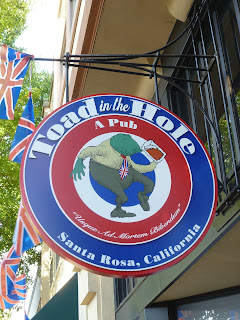 Toad in the Hole
A Pub
"Usque Ad Mortem Bibendum"
Santa Rosa, California